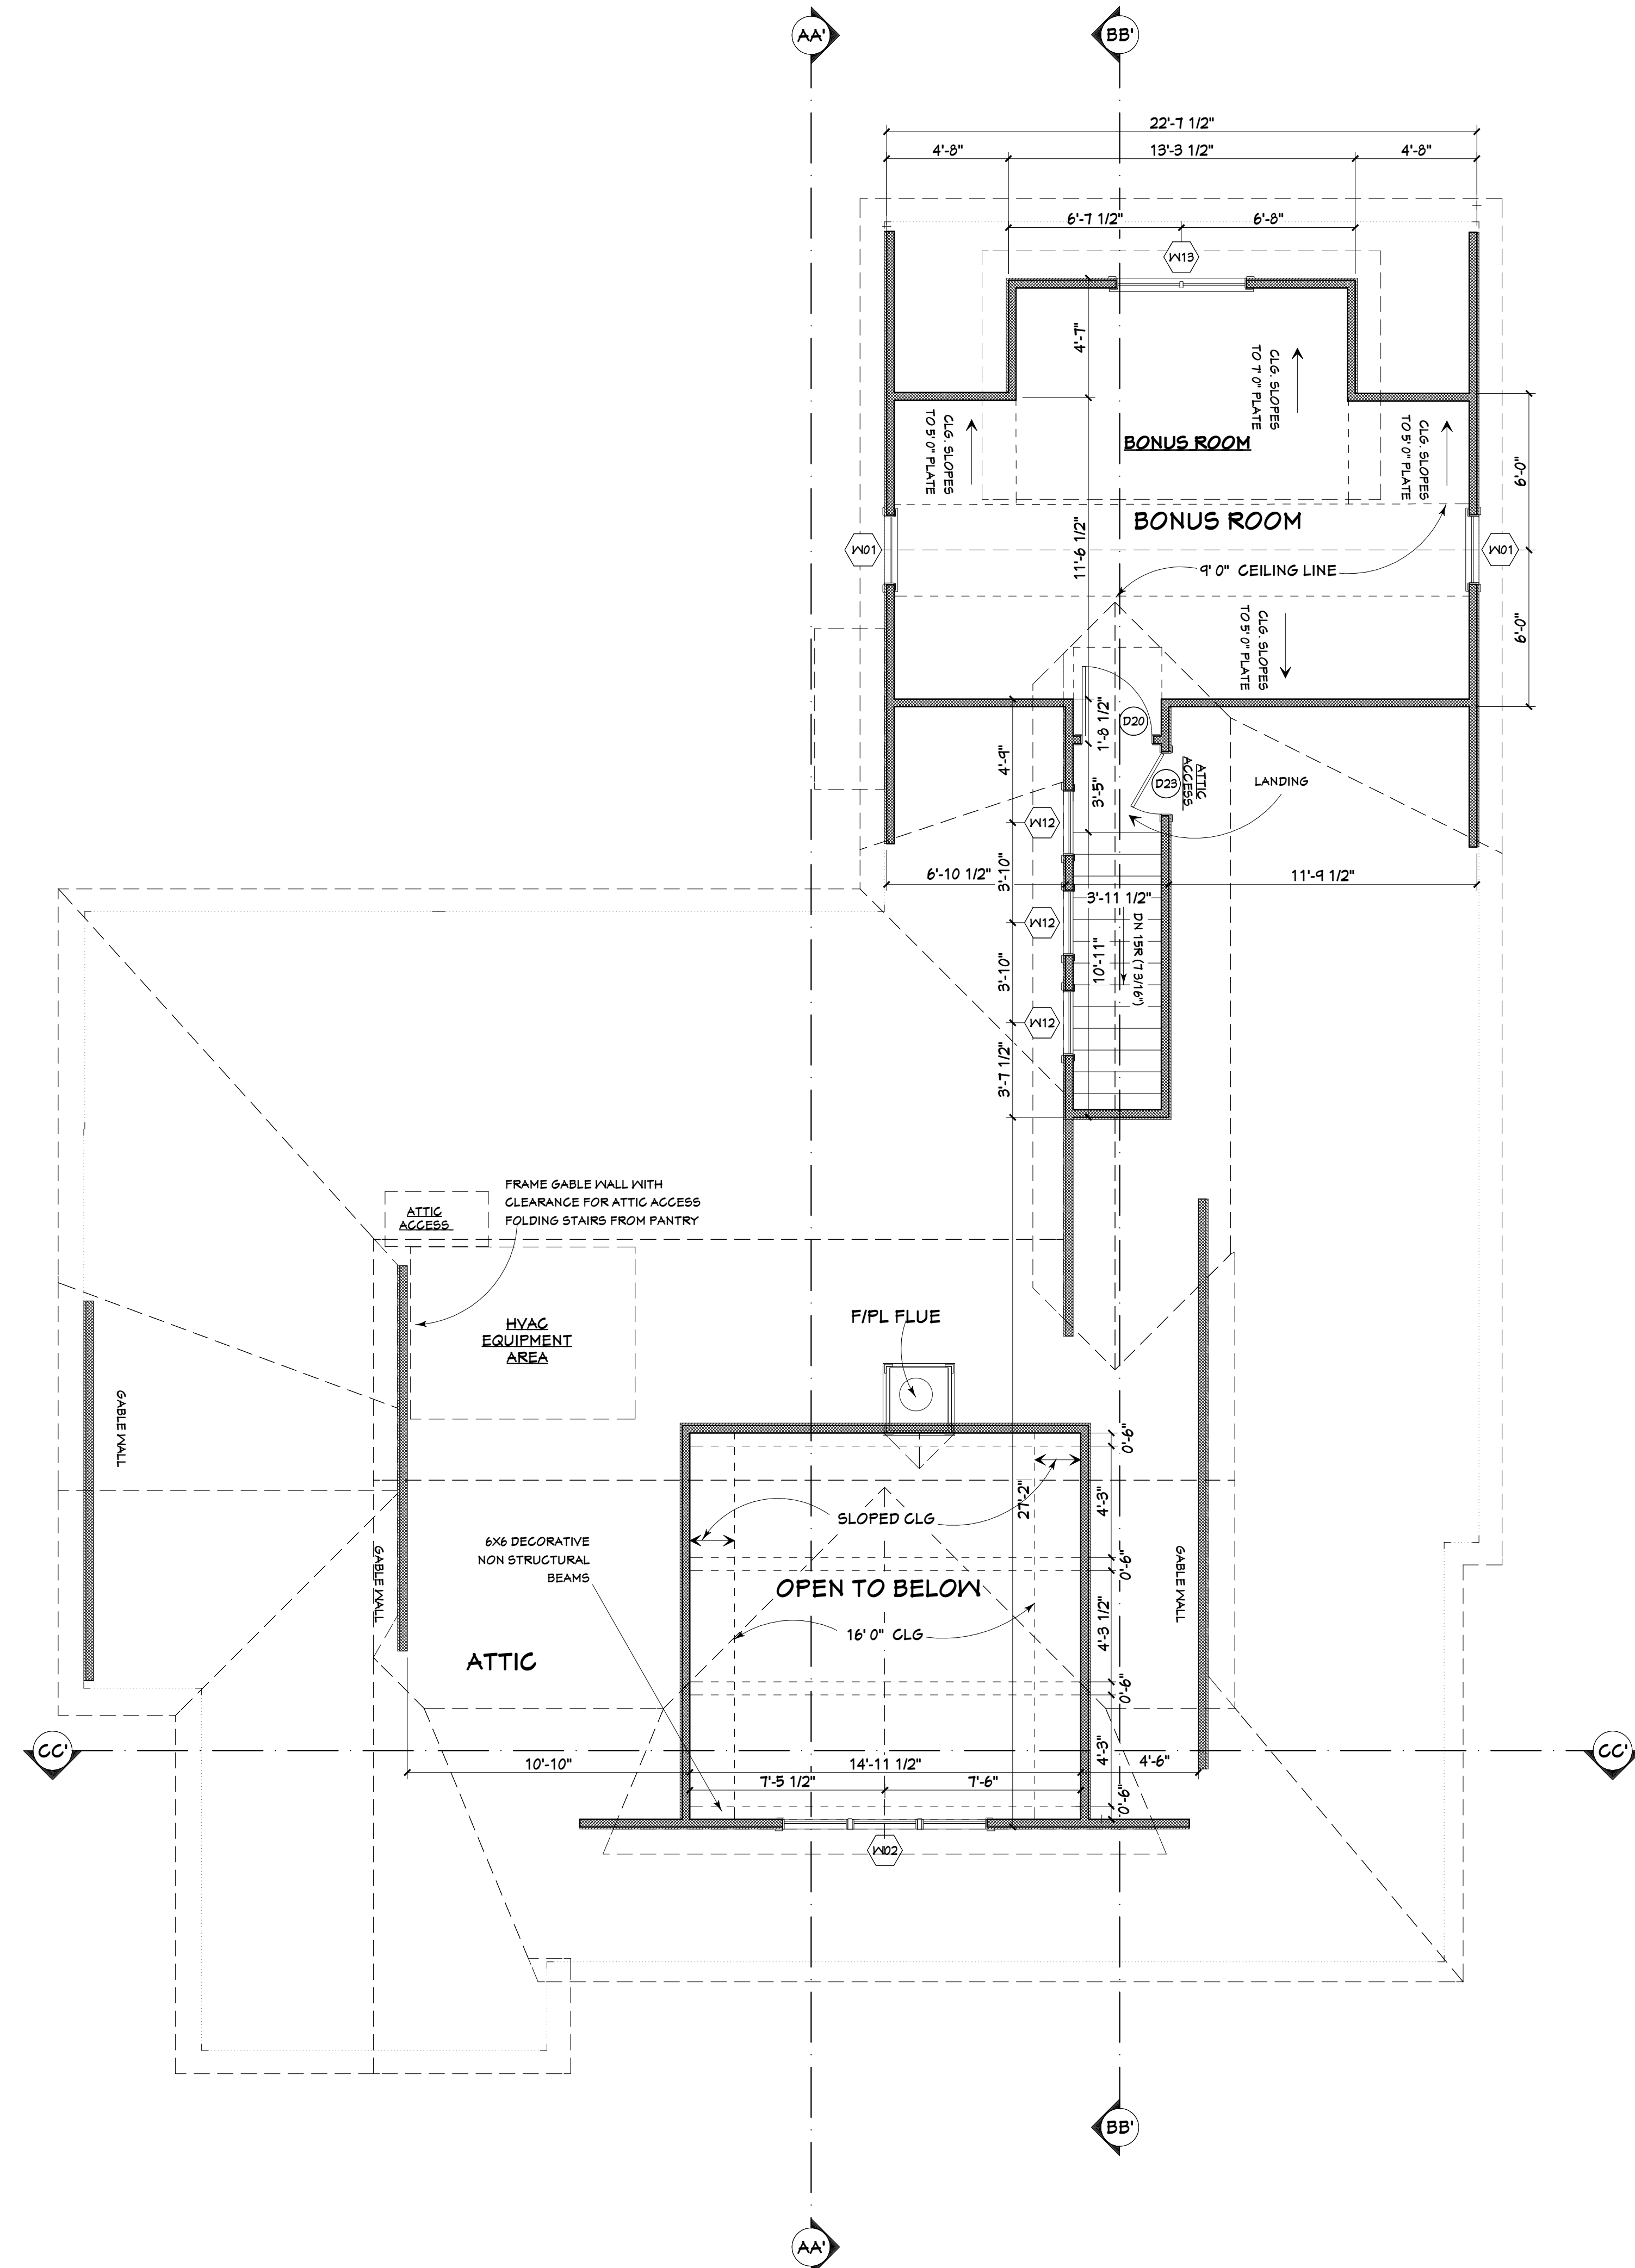 AA'
BB'
22'-7 1/2"
4'-8"
13'-3 1/2"
4'-8"
6'-7 1/2"
6'-8"
W13
4'-7"
CLG. SLOPES
TO 7' 0" PLATE
CLG. SLOPES
TO 5' 0" PLATE
CLG. SLOPES
TO 5' 0" PLATE
BONUS ROOM
6'-0"
BONUS ROOM
11'-6 1/2"
W01
W01
9' 0" CEILING LINE
CLG. SLOPES
TO 5' 0" PLATE
6'-0"
D20
1'-8 1/2"
4'-9"
ATTIC
ACCESS
D23
LANDING
3'-5"
W12
6'-10 1/2"
3'-10"
11'-9 1/2"
3'-11 1/2"
W12
DN 15R (7 3/16")
10'-11"
3'-10"
W12
3'-7 1/2"
FRAME GABLE WALL WITH
CLEARANCE FOR ATTIC ACCESS
FOLDING STAIRS FROM PANTRY
ATTIC
ACCESS
HVAC
EQUIPMENT
AREA
F/PL FLUE
GABLE WALL
0'-6"
27'-2"
4'-3"
SLOPED CLG
6X6 DECORATIVE
NON STRUCTURAL
BEAMS
0'-6"
GABLE WALL
GABLE WALL
OPEN TO BELOW
4'-3 1/2"
16' 0" CLG
ATTIC
0'-6"
CC'
CC'
4'-3"
10'-10"
14'-11 1/2"
4'-6"
7'-5 1/2"
7'-6"
0'-6"
W02
BB'
AA'